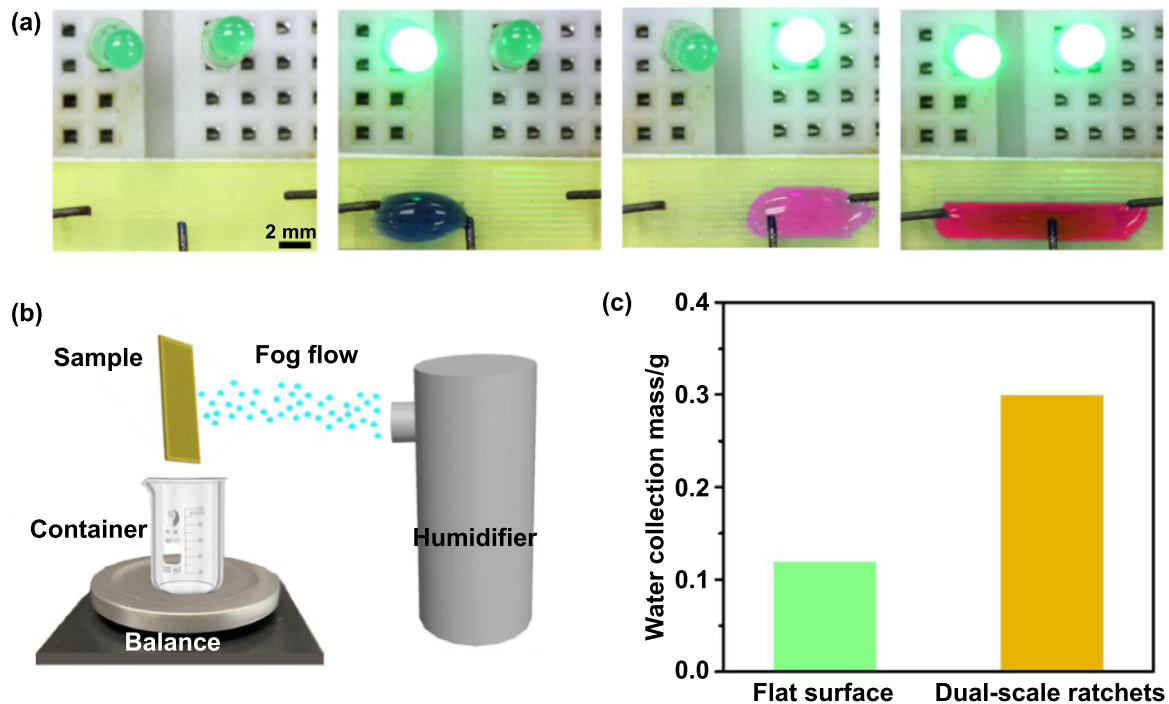 (a)
2 mm
(b)
Sample
Fog flow
Container
Humidifier
Balance
(c)
Water collection mass/g
0.4
0.3
0.2
0.1
0.0
Flat surface
Dual-scale ratchets